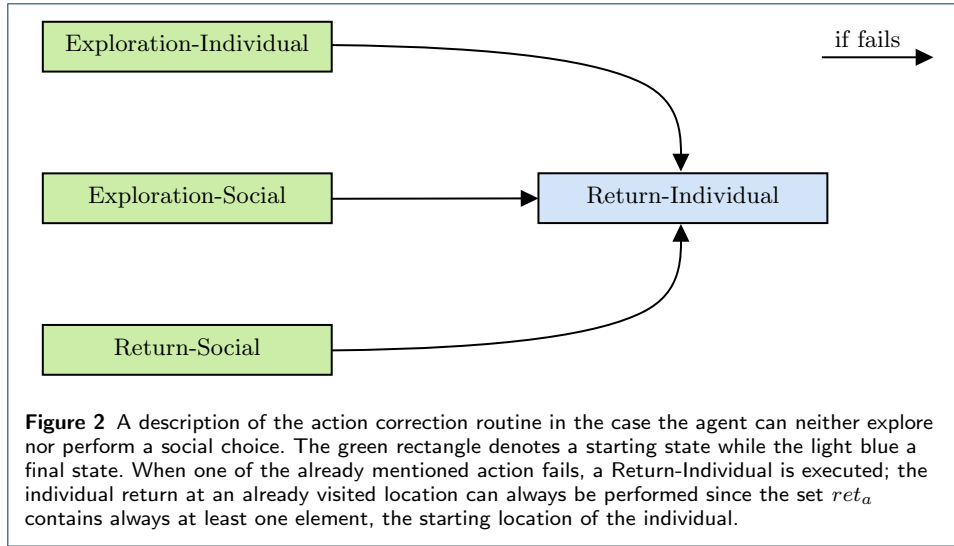 Exploration-Individual
if fails
Exploration-Social
Return-Individual
Return-Social
Figure 2 A description of the action correction routine in the case the agent can neither explore
nor perform a social choice. The green rectangle denotes a starting state while the light blue a
final state. When one of the already mentioned action fails, a Return-Individual is executed; the
individual return at an already visited location can always be performed since the set ret_a
contains always at least one element, the starting location of the individual.